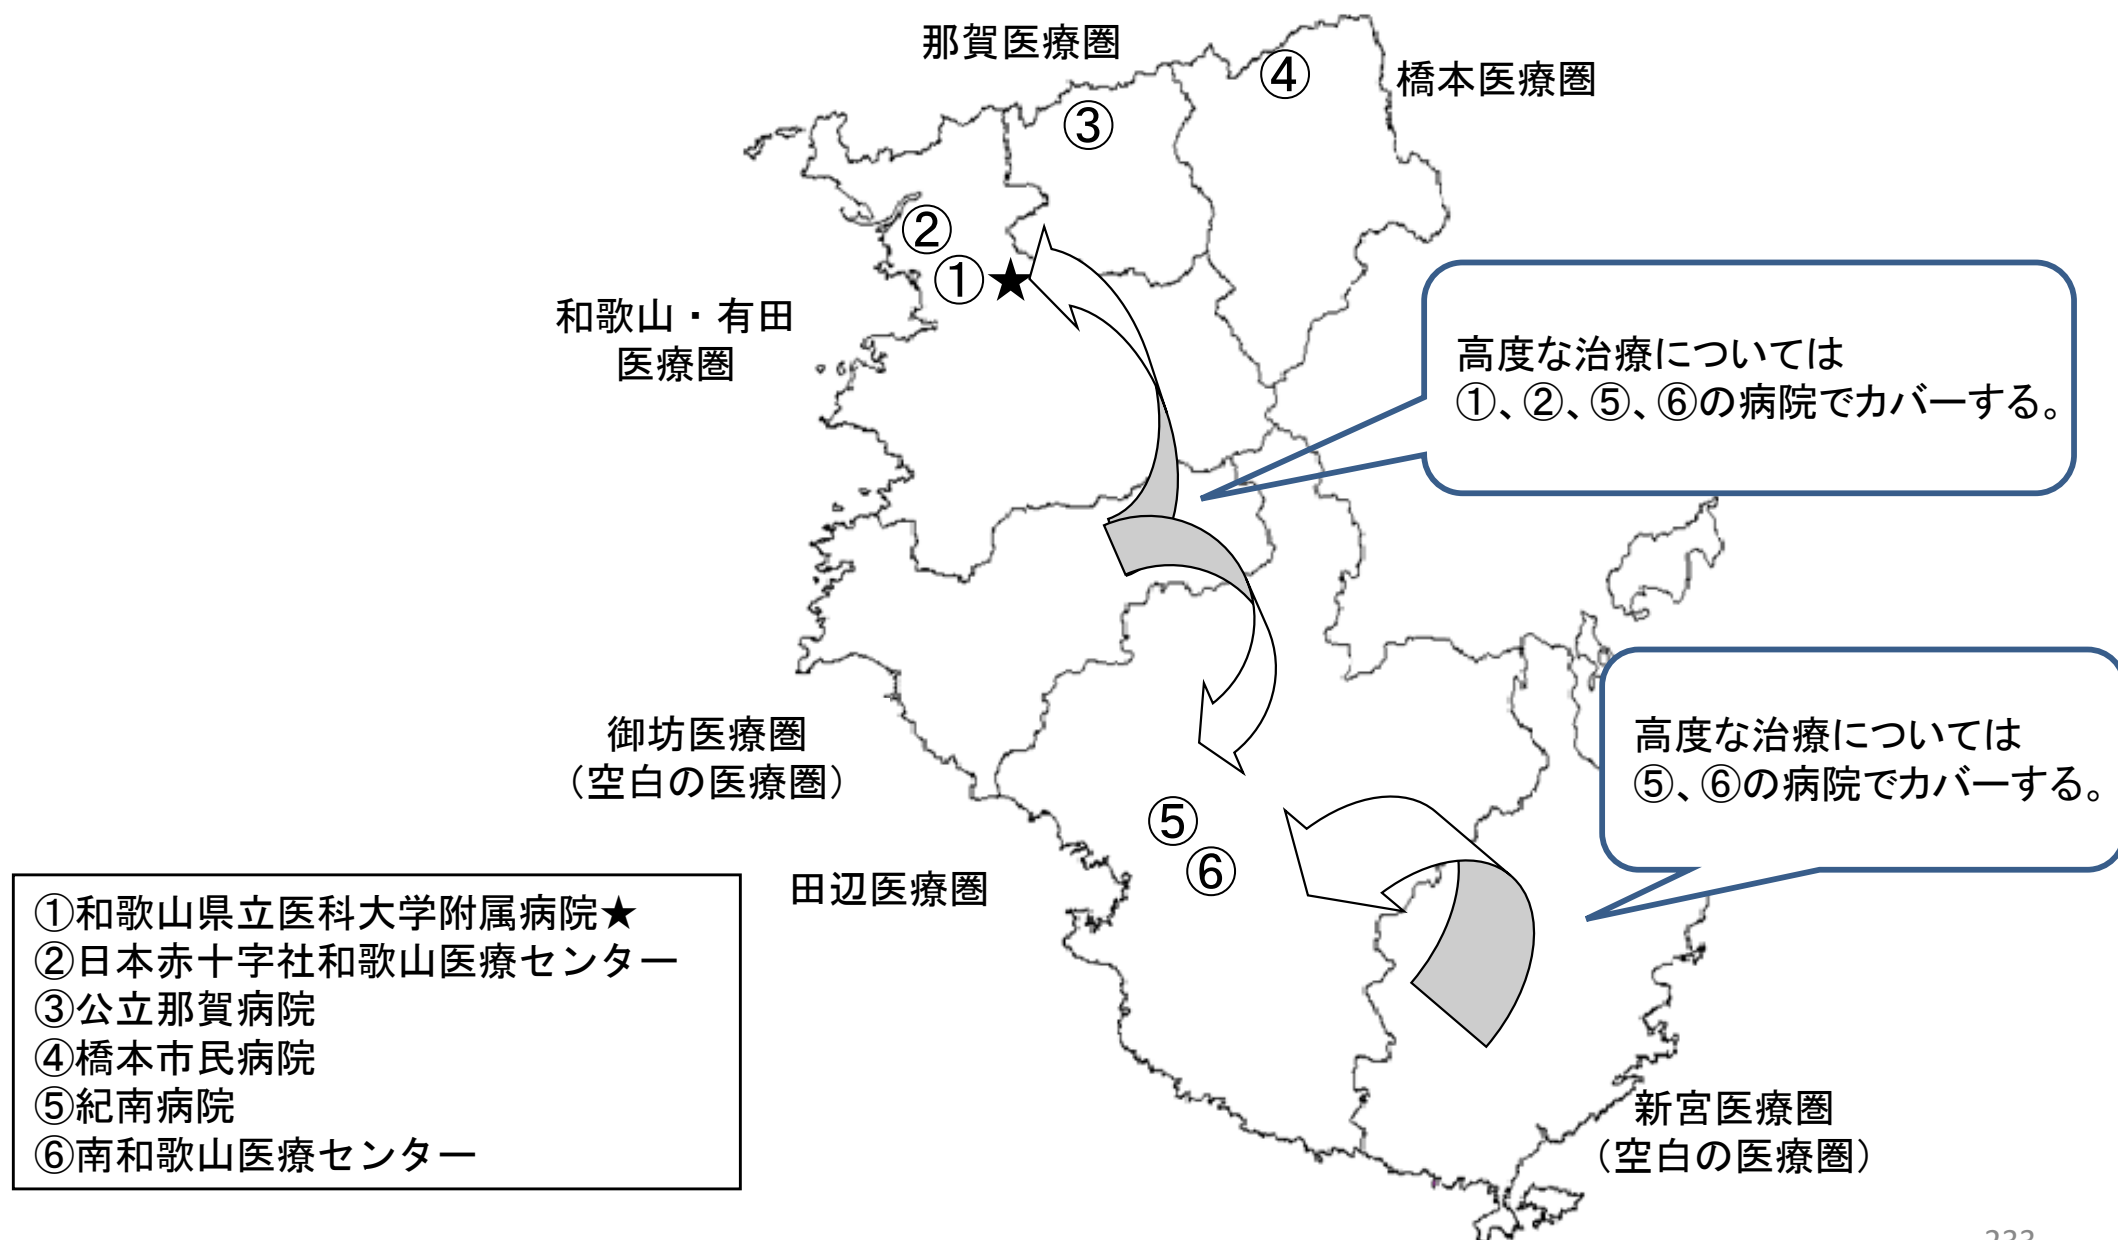 那賀医療圏
橋本医療圏
④
③
②
①★
和歌山・有田
医療圏
高度な治療については
①、②、⑤、⑥の病院でカバーする。
御坊医療圏
（空白の医療圏）
高度な治療については
⑤、⑥の病院でカバーする。
⑤
⑥
田辺医療圏
①和歌山県立医科大学附属病院★
②日本赤十字社和歌山医療センター
③公立那賀病院
④橋本市民病院
⑤紀南病院
⑥南和歌山医療センター
新宮医療圏
（空白の医療圏）